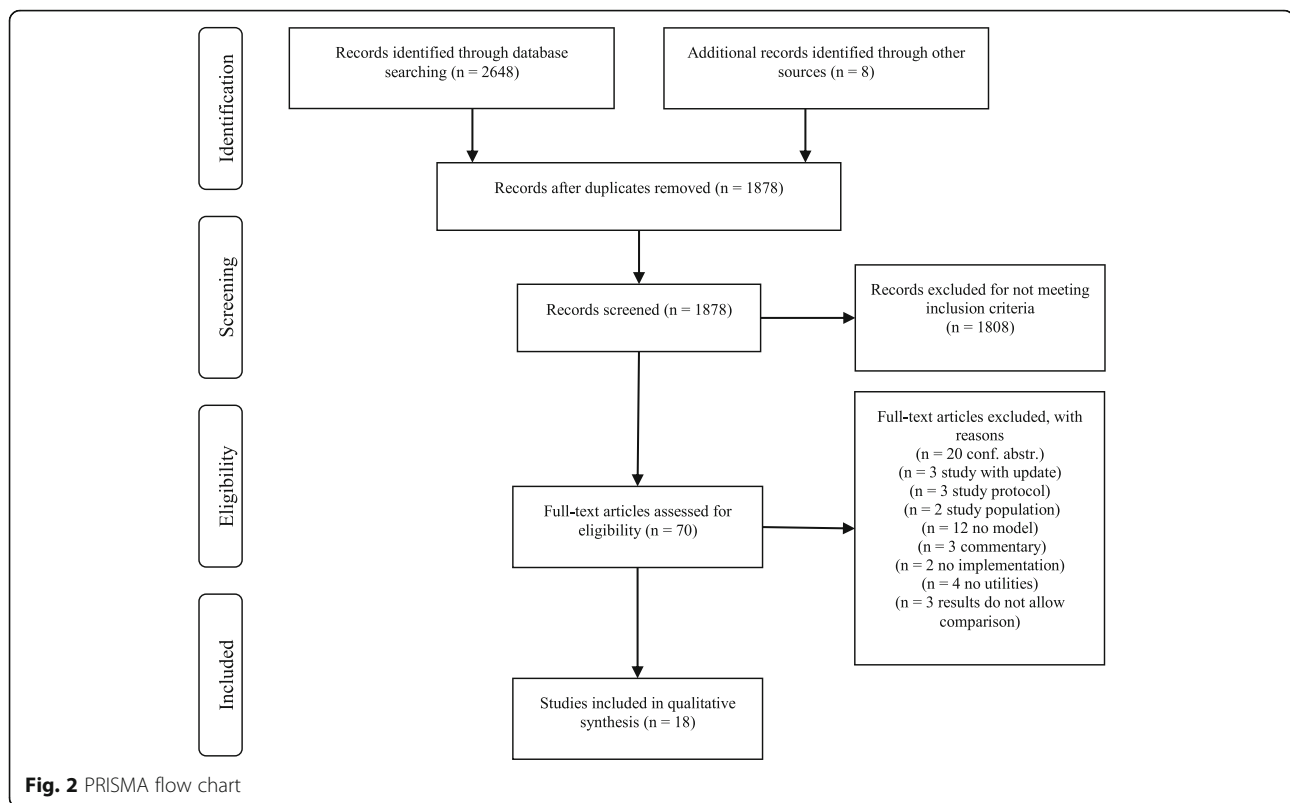 Identification
Records identified through database
searching (n = 2648)
Additional records identified through other
sources (n = 8)
Records after duplicates removed (n = 1878)
Screening
Records screened (n = 1878)
Records excluded for not meeting
inclusion criteria
(n = 1808)
Eligibility
Full-text articles assessed for
eligibility (n = 70)
Full-text articles excluded, with
reasons
(n = 20 conf. abstr.)
(n = 3 study with update)
(n = 3 study protocol)
(n = 2 study population)
(n = 12 no model)
(n = 3 commentary)
(n = 2 no implementation)
(n = 4 no utilities)
(n = 3 results do not allow
comparison)
Included
Studies included in qualitative
synthesis (n = 18)
Fig. 2 PRISMA flow chart